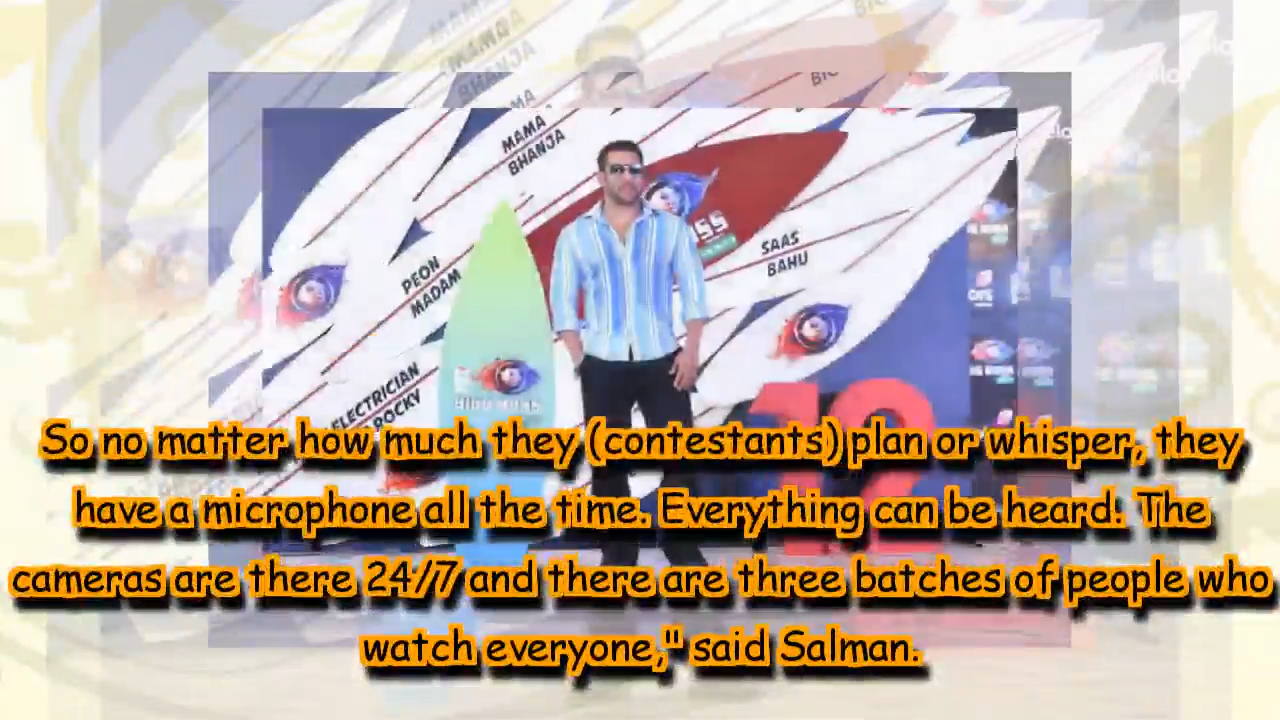 MAMA
BHANJA
PEON
MADAM
SAAS
BAHU
ELECTRICIAN
ROCKY
12
So no matter how much they (contestants) plan or whisper, they
have a microphone all the time. Everything can be heard. The
cameras are there 24/7 and there are three batches of people who
watch everyone," said Salman.